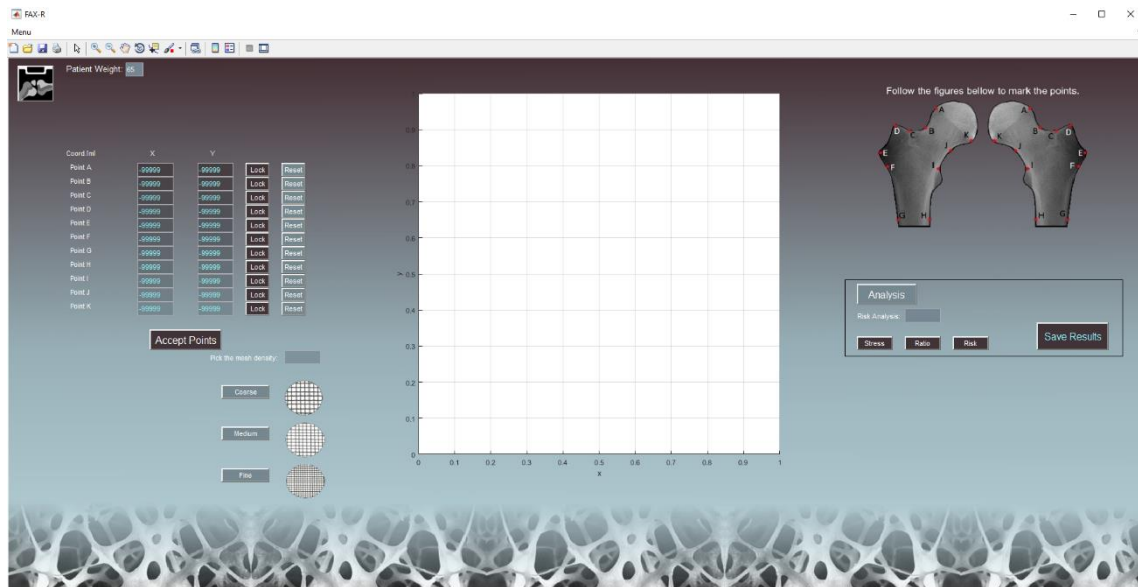 FAX-R
Menu
Patient Weight: 65
Follow the figures bellow to mark the points.
A A
D C B B C D
K K
E J J E
F I I F
G H H G
Coord.Iml X Y
Point A -99999 -99999 Lock Reset
Point B -99999 -99999 Lock Reset
Point C -99999 -99999 Lock Reset
Point D -99999 -99999 Lock Reset
Point E -99999 -99999 Lock Reset
Point F -99999 -99999 Lock Reset
Point G -99999 -99999 Lock Reset
Point H -99999 -99999 Lock Reset
Point I -99999 -99999 Lock Reset
Point J -99999 -99999 Lock Reset
Point K -99999 -99999 Lock Reset
Accept Points
Pick the mesh density:
Coarse
Medium
Fine
1
0.9
0.8
0.7
0.6
0.5
0.4
0.3
0.2
0.1
0
y
0 0.1 0.2 0.3 0.4 0.5 0.6 0.7 0.8 0.9 1
x
Analysis
Risk Analysis:
Stress Ratio Risk
Save Results